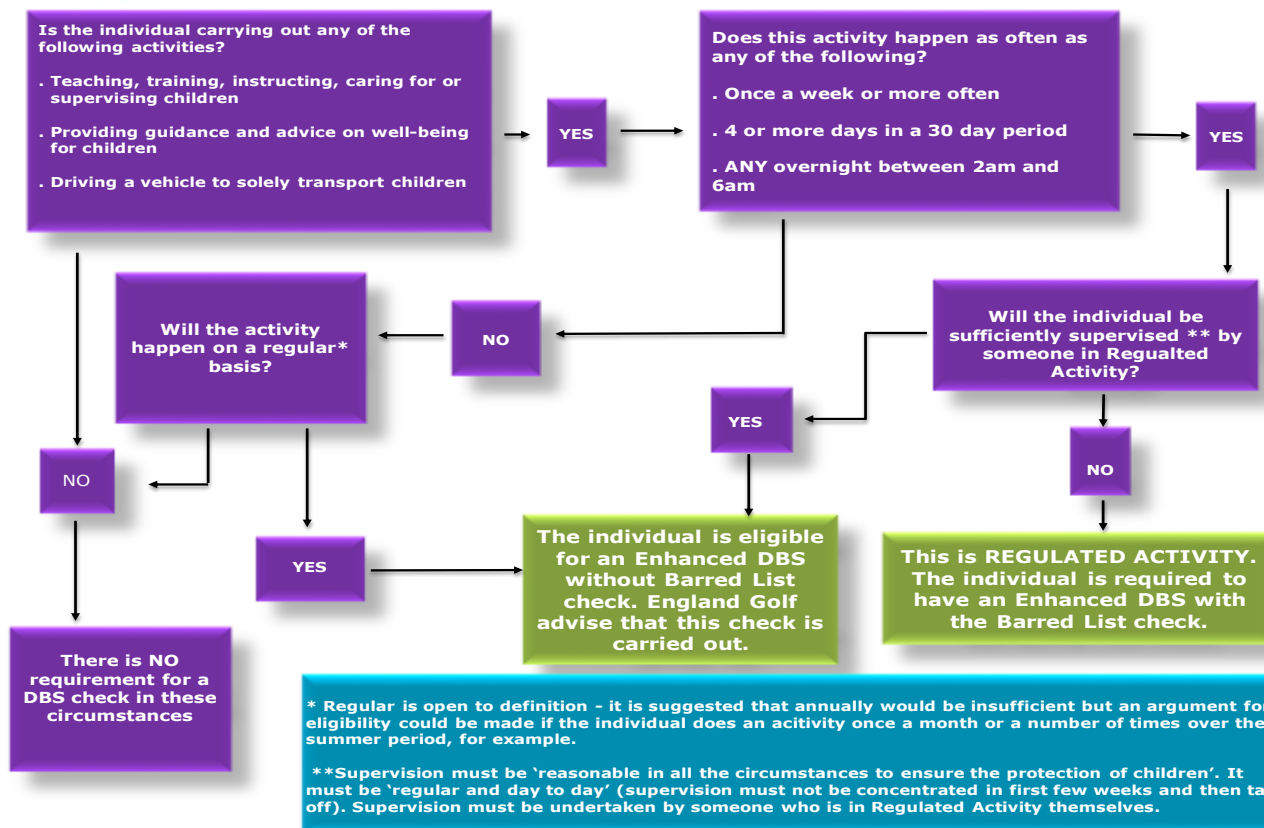 Is the individual carrying out any of the
following activities?
. Teaching, training, instructing, caring for or
supervising children
. Providing guidance and advice on well-being
for children
. Driving a vehicle to solely transport children
YES
Does this activity happen as often as
any of the following?
. Once a week or more often
. 4 or more days in a 30 day period
. ANY overnight between 2am and
6am
YES
Will the activity
happen on a regular*
basis?
NO
Will the individual be
sufficiently supervised ** by
someone in Regualted
Activity?
YES
NO
NO
YES
The individual is eligible
for an Enhanced DBS
without Barred List
check. England Golf
advise that this check is
carried out.
This is REGULATED ACTIVITY.
The individual is required to
have an Enhanced DBS with
the Barred List check.
There is NO
requirement for a
DBS check in these
circumstances
* Regular is open to definition - it is suggested that annually would be insufficient but an argument for
eligibility could be made if the individual does an acitivity once a month or a number of times over the
summer period, for example.
**Supervision must be ‘reasonable in all the circumstances to ensure the protection of children’. It
must be ‘regular and day to day’ (supervision must not be concentrated in first few weeks and then ta
off). Supervision must be undertaken by someone who is in Regulated Activity themselves.